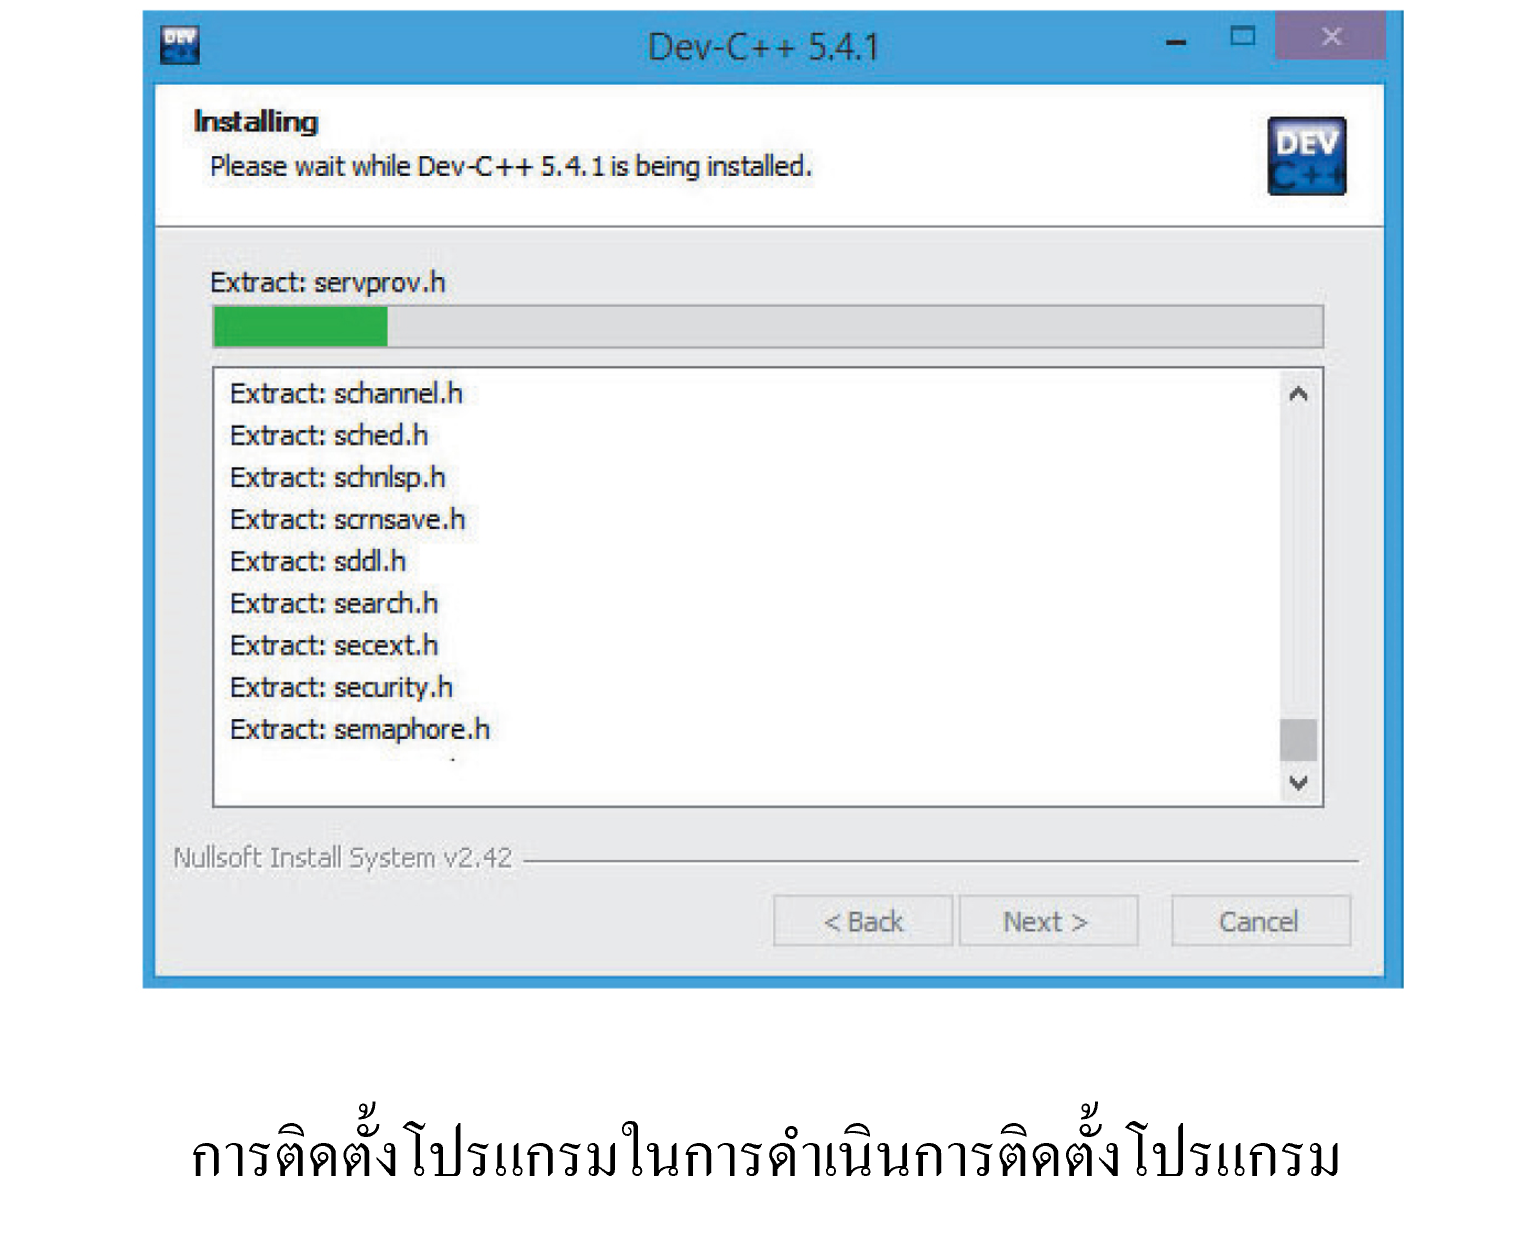 DEV
C++
Dev-C++ 5.4.1
Installing
Please wait while Dev-C++ 5.4.1 is being installed.
DEV
C++
Extract: servprov.h
Extract: schannel.h
Extract: sched.h
Extract: schnlsp.h
Extract: scrnsave.h
Extract: sddl.h
Extract: search.h
Extract: secext.h
Extract: security.h
Extract: semaphore.h
Nullsoft Install System v2.42
< Back
Next >
Cancel
การติดตั้งโปรแกรมในการดำเนินการติดตั้งโปรแกรม